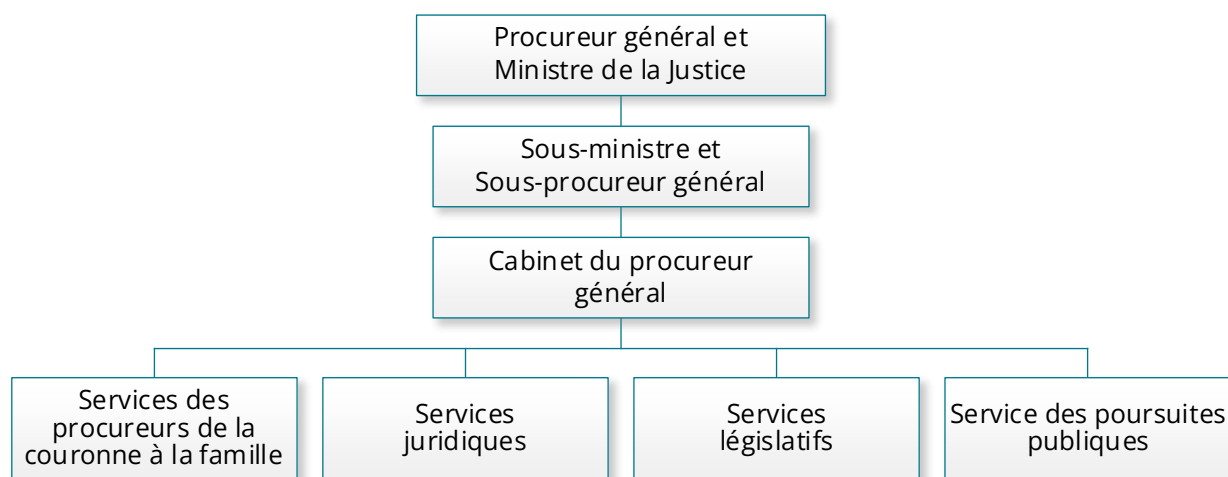 Procureur général et
Ministre de la Justice
Sous-ministre et
Sous-procureur général
Cabinet du procureur
général
Services des
procureurs de la
couronne à la famille
Services
juridiques
Services
législatifs
Service des poursuites
publiques